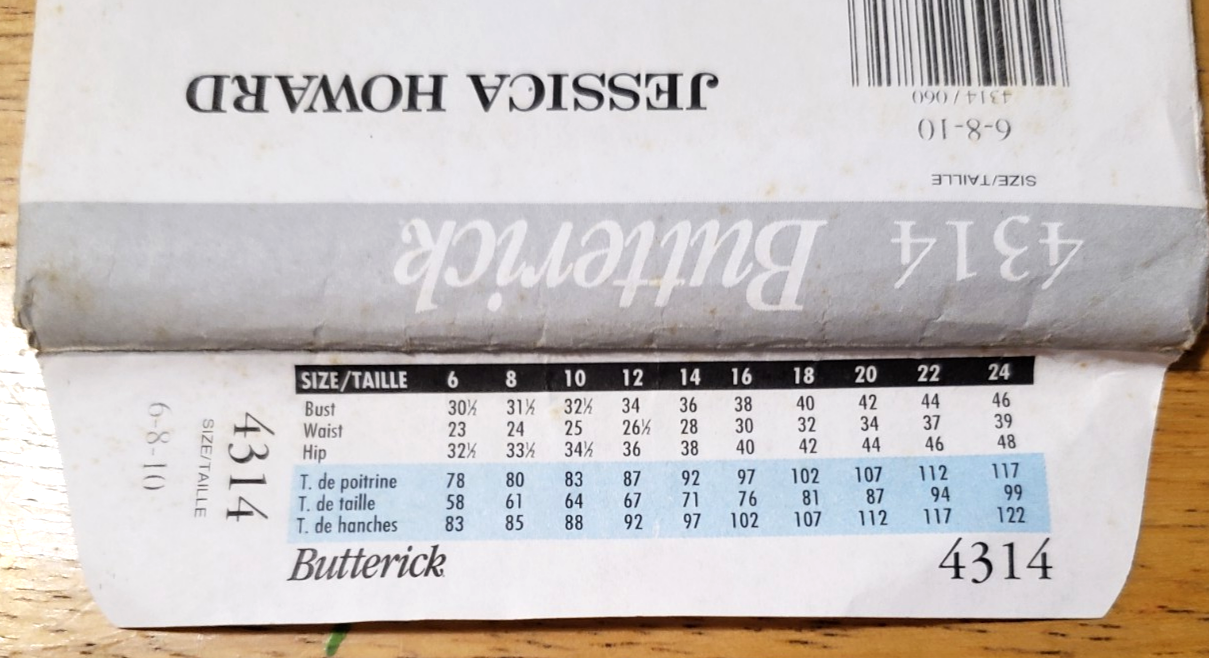 JESSICA HOWARD
4314 / 060
6-8-10
SIZE/TAILLE
4314 Butterick
SIZE/TAILLE 6 8 10 12 14 16 18 20 22 24
Bust 30½ 31½ 32½ 34 36 38 40 42 44 46
Waist 23 24 25 26½ 28 30 32 34 37 39
Hip 32½ 33½ 34½ 36 38 40 42 44 46 48
T. de poitrine 78 80 83 87 92 97 102 107 112 117
T. de taille 58 61 64 67 71 76 81 87 94 99
T. de hanches 83 85 88 92 97 102 107 112 117 122
Butterick 4314
4314
SIZE/TAILLE
6-8-10